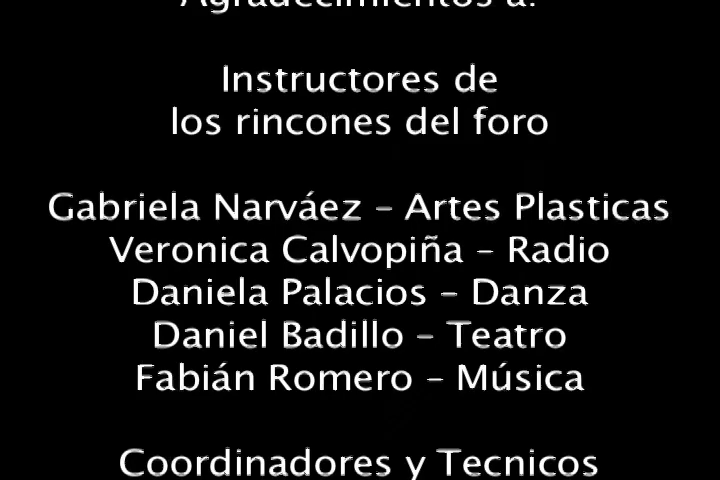 Agradecimientos a:
Instructores de
los rincones del foro
Gabriela Narváez – Artes Plasticas
Veronica Calvopiña – Radio
Daniela Palacios – Danza
Daniel Badillo – Teatro
Fabián Romero – Música
Coordinadores y Tecnicos